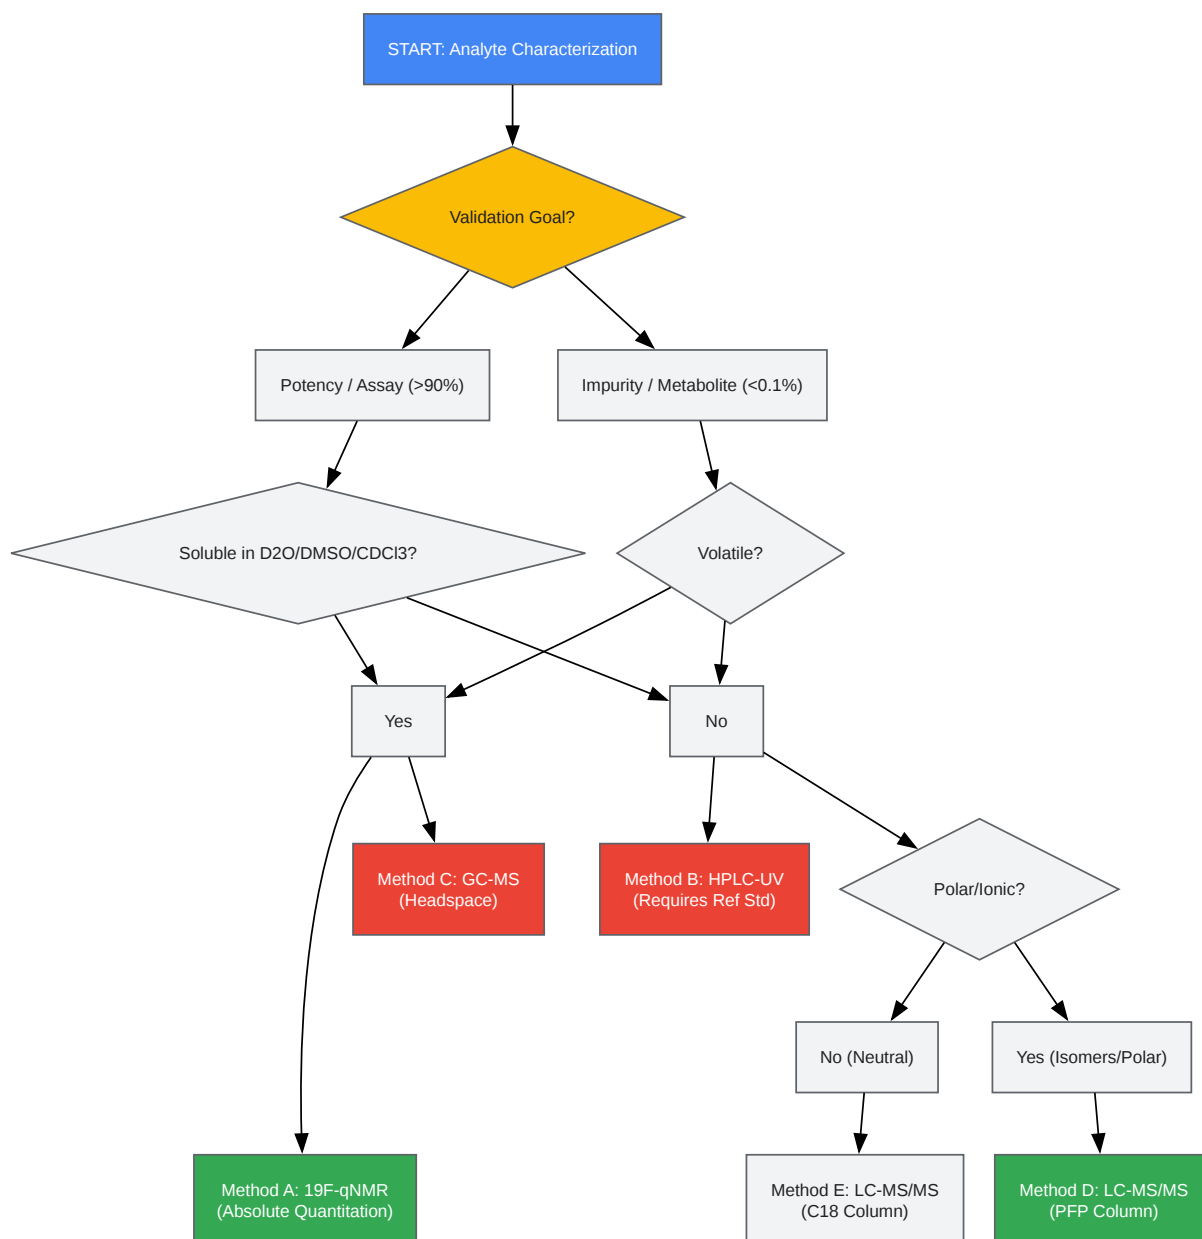 START: Analyte Characterization
Validation Goal?
Potency / Assay (>90%)
Impurity / Metabolite (<0.1%)
Soluble in D2O/DMSO/CDCl3?
Volatile?
Yes
No
Method C: GC-MS
(Headspace)
Method B: HPLC-UV
(Requires Ref Std)
Polar/Ionic?
No (Neutral)
Yes (Isomers/Polar)
Method A: 19F-qNMR
(Absolute Quantitation)
Method E: LC-MS/MS
(C18 Column)
Method D: LC-MS/MS
(PFP Column)